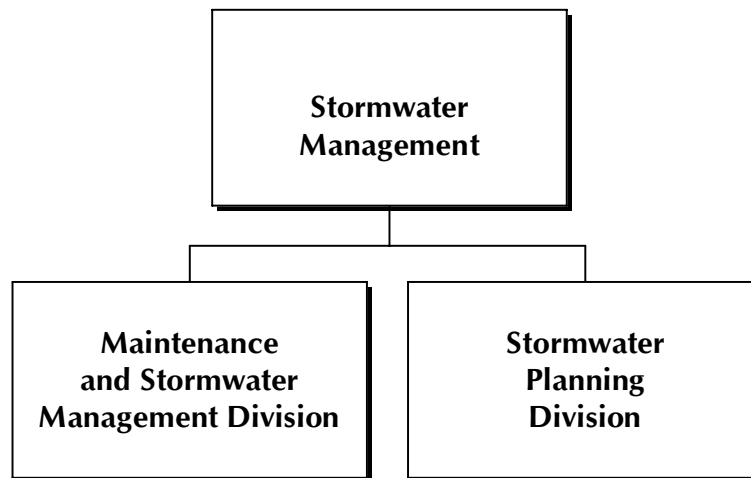 Stormwater
Management
Maintenance
and Stormwater
Management Division
Stormwater
Planning
Division